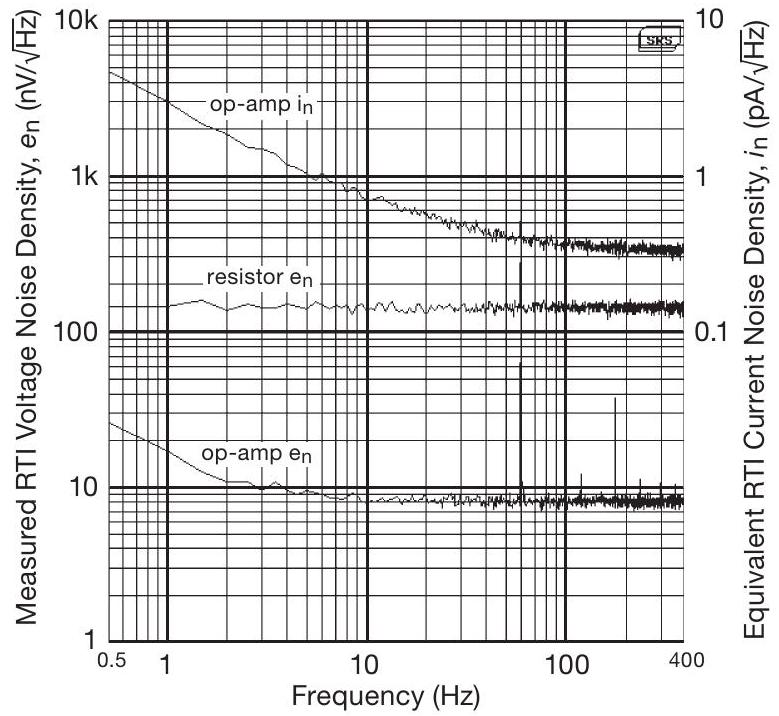 Measured RTI Voltage Noise Density, en (nV/√Hz)
10k
1k
100
10
1
10
1
0.1
Equivalent RTI Current Noise Density, in (pA/√Hz)
SRS
op-amp in
resistor en
op-amp en
0.5
1
10
100
400
Frequency (Hz)